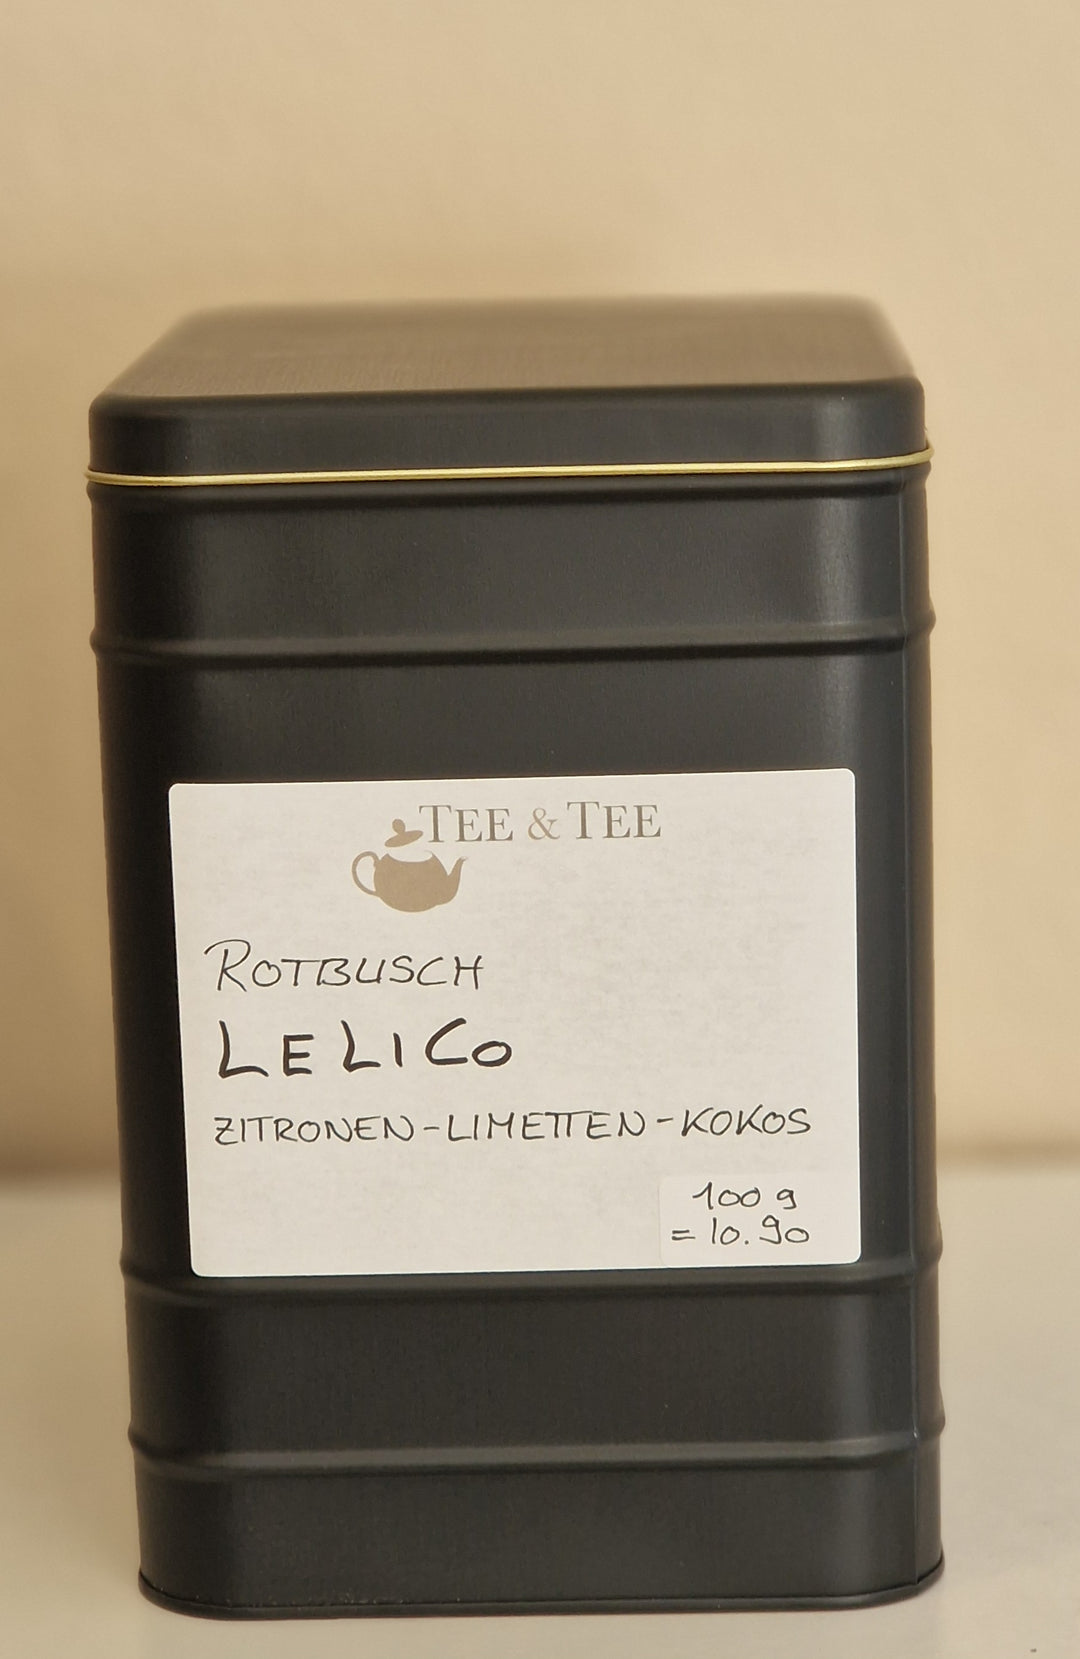 TEE & TEE
ROTBUSCH
LELICO
ZITRONEN-LIMETTEN-KOKOS
100 g
= 10.90